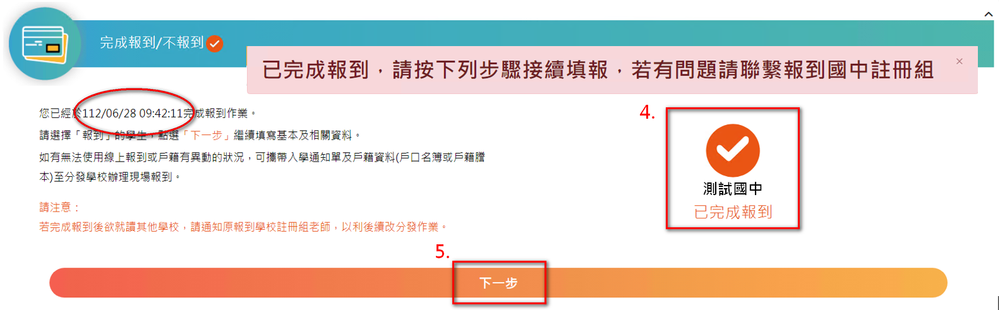 完成報到/不報到
已完成報到，請按下列步驟接續填報，若有問題請聯繫報到國中註冊組
×
您已經於112/06/28 09:42:11完成報到作業。
請選擇「報到」的學生，點選「下一步」繼續填寫基本及相關資料。
如有無法使用線上報到或戶籍有異動的狀況，可攜帶入學通知單及戶籍資料(戶口名簿或戶籍謄
本)至分發學校辦理現場報到。
請注意：
若完成報到後欲就讀其他學校，請通知原報到學校註冊組老師，以利後續改分發作業。
4.
測試國中
已完成報到
5.
下一步